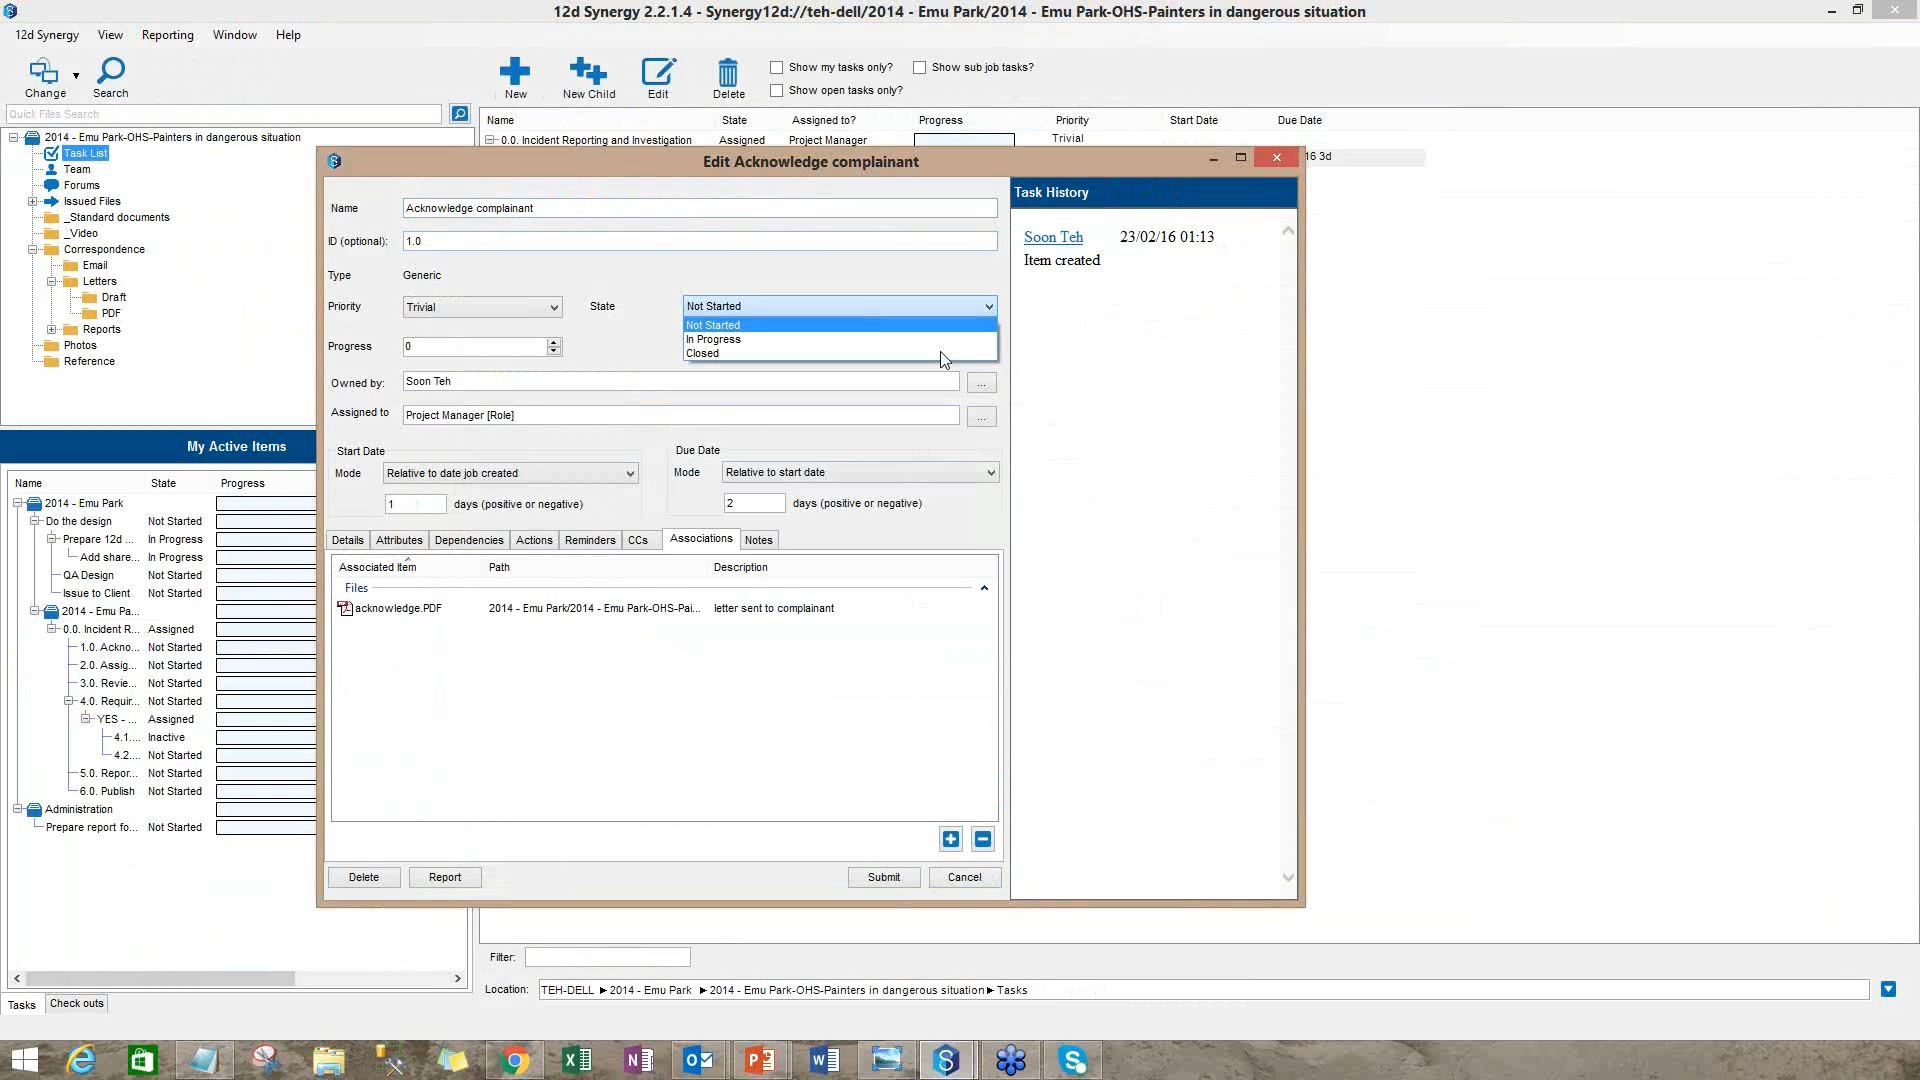 12d Synergy 2.2.1.4 - Synergy12d://teh-dell/2014 - Emu Park/2014 - Emu Park-OHS-Painters in dangerous situation
12d Synergy View Reporting Window Help
Change Search
New New Child Edit Delete
Show my tasks only? Show sub job tasks?
Show open tasks only?
Quick Files Search
2014 - Emu Park-OHS-Painters in dangerous situation
Task List
Team
Forums
Issued Files
_Standard documents
_Video
Correspondence
Email
Letters
Draft
PDF
Reports
Photos
Reference
Name State Assigned to? Progress Priority Start Date Due Date
0.0. Incident Reporting and Investigation Assigned Project Manager Trivial
16 3d
My Active Items
Name State Progress
2014 - Emu Park
Do the design Not Started
Prepare 12d ... In Progress
Add share... In Progress
QA Design Not Started
Issue to Client Not Started
2014 - Emu Pa...
0.0. Incident R... Assigned
1.0. Ackno... Not Started
2.0. Assig... Not Started
3.0. Revie... Not Started
4.0. Requir... Not Started
YES - ... Assigned
4.1.... Inactive
4.2.... Not Started
5.0. Repor... Not Started
6.0. Publish Not Started
Administration
Prepare report fo... Not Started
Tasks Check outs
Edit Acknowledge complainant
Name Acknowledge complainant
ID (optional): 1.0
Type Generic
Priority Trivial State Not Started
Not Started
In Progress
Closed
Progress 0
Owned by: Soon Teh ...
Assigned to Project Manager [Role] ...
Start Date Due Date
Mode Relative to date job created Mode Relative to start date
1 days (positive or negative) 2 days (positive or negative)
Details Attributes Dependencies Actions Reminders CCs Associations Notes
Associated Item Path Description
Files
acknowledge.PDF 2014 - Emu Park/2014 - Emu Park-OHS-Pai... letter sent to complainant
Delete Report Submit Cancel
Task History
Soon Teh 23/02/16 01:13
Item created
Filter:
Location: TEH-DELL 2014 - Emu Park 2014 - Emu Park-OHS-Painters in dangerous situation Tasks